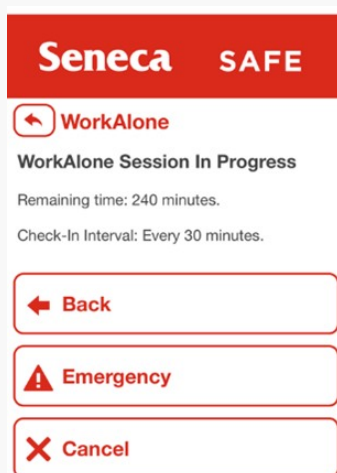 Seneca SAFE
WorkAlone
WorkAlone Session In Progress
Remaining time: 240 minutes.
Check-In Interval: Every 30 minutes.
Back
Emergency
Cancel